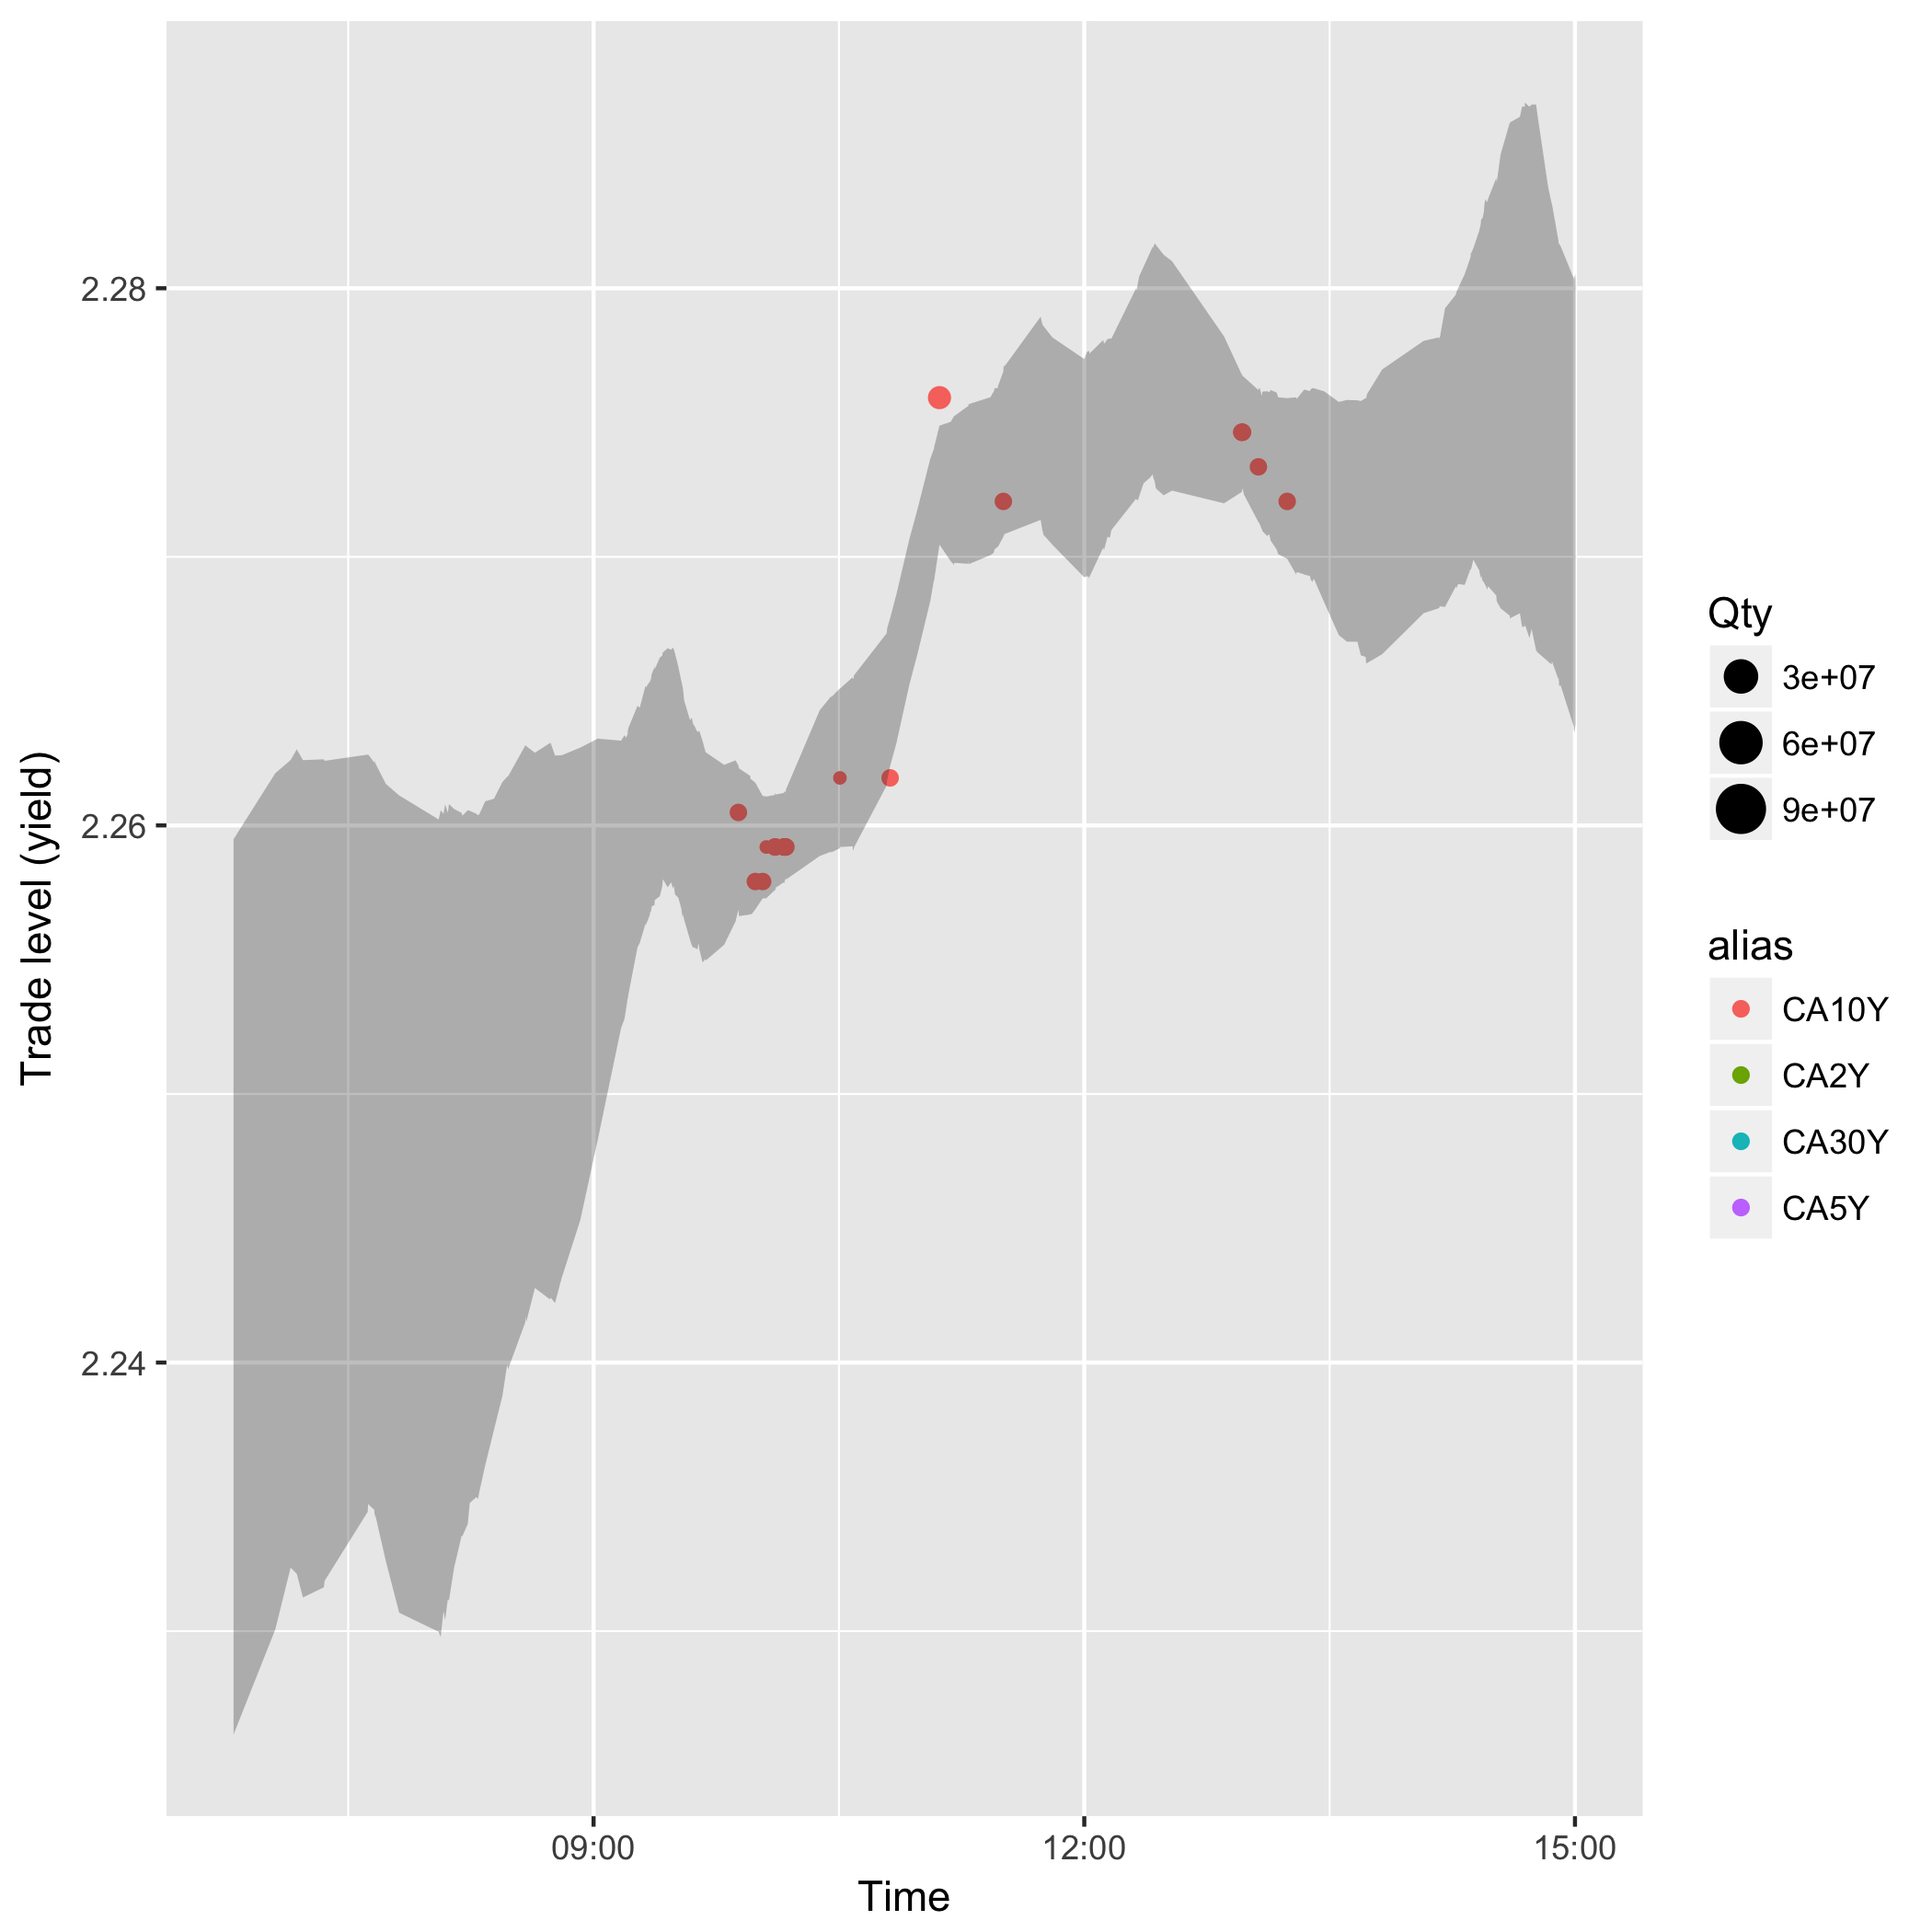 Trade level (yield)
2.28
2.26
2.24
09:00
12:00
15:00
Time
Qty
3e+07
6e+07
9e+07
alias
CA10Y
CA2Y
CA30Y
CA5Y